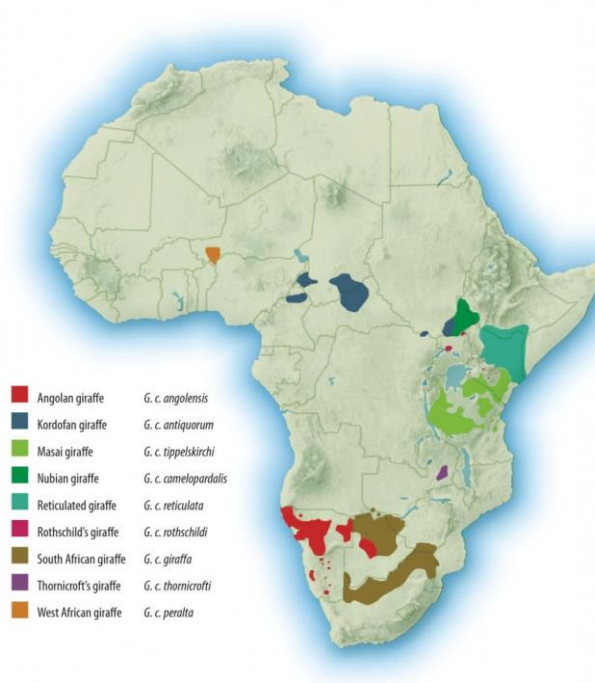 Angolan giraffe G. c. angolensis
Kordofan giraffe G. c. antiquorum
Masai giraffe G. c. tippelskirchi
Nubian giraffe G. c. camelopardalis
Reticulated giraffe G. c. reticulata
Rothschild's giraffe G. c. rothschildi
South African giraffe G. c. giraffa
Thornicroft's giraffe G. c. thornicrofti
West African giraffe G. c. peralta